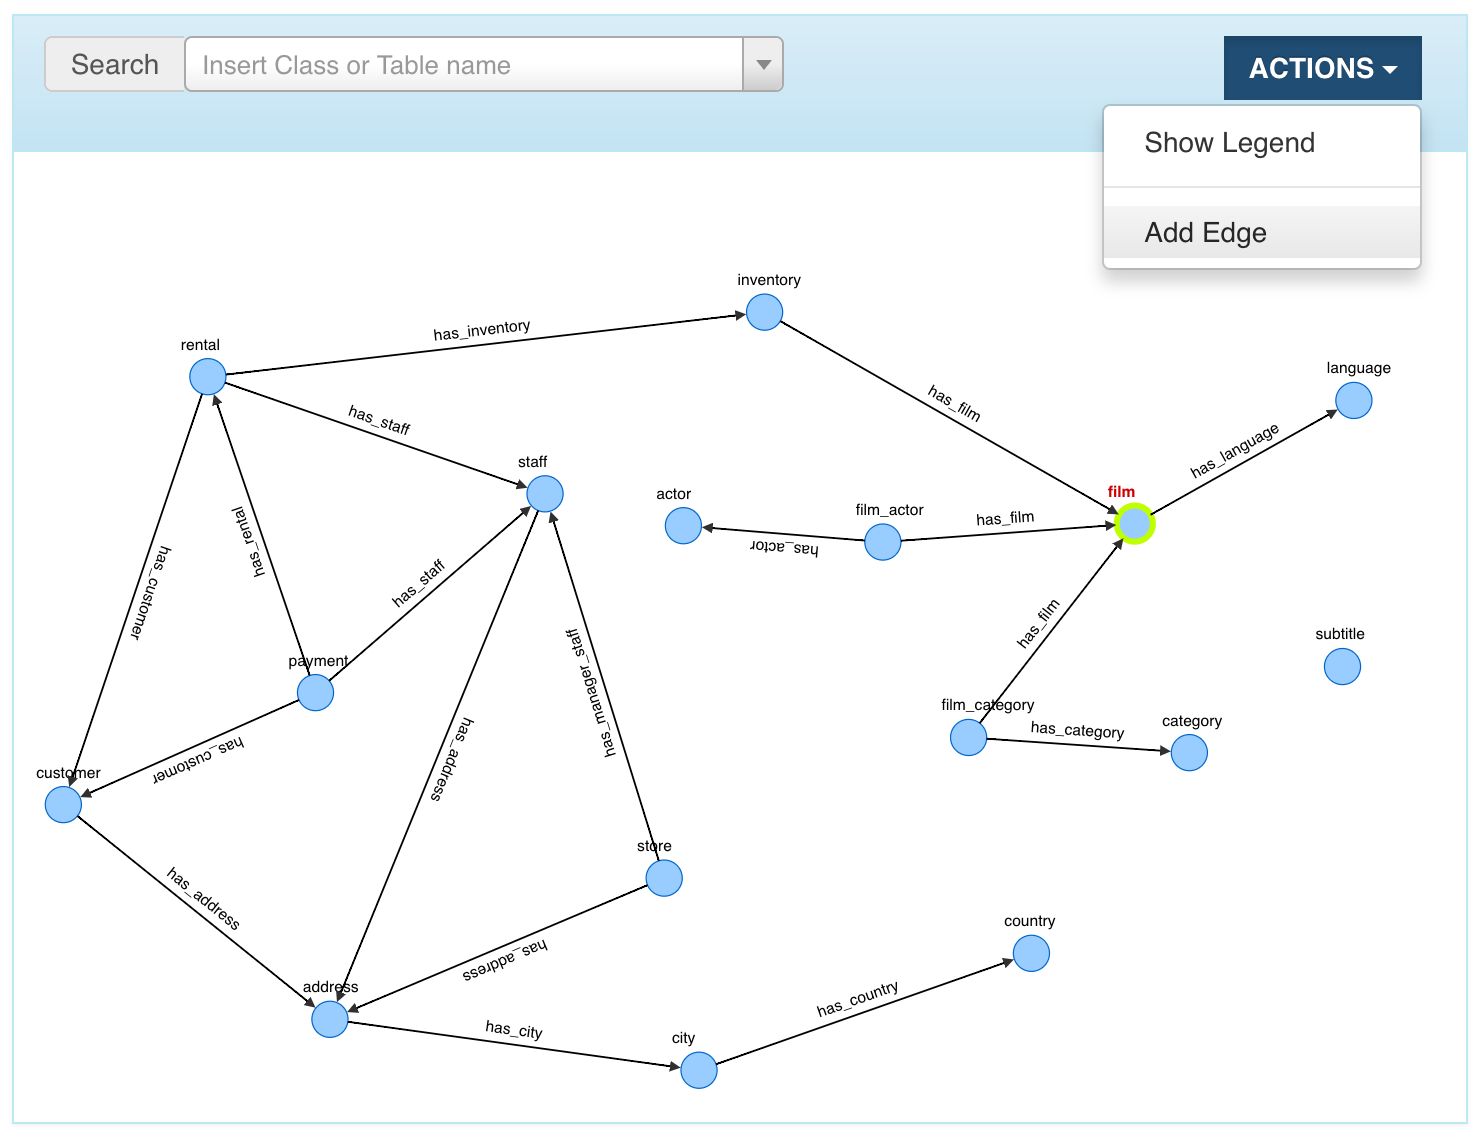 Search
Insert Class or Table name
ACTIONS
Show Legend
Add Edge
inventory
has_inventory
rental
language
has_film
has_staff
has_language
staff
film
actor
film_actor
has_film
has_actor
has_rental
has_customer
has_staff
has_film
subtitle
has_manager_staff
payment
film_category
category
has_category
has_customer
has_address
customer
store
has_address
country
has_address
address
has_country
has_city
city